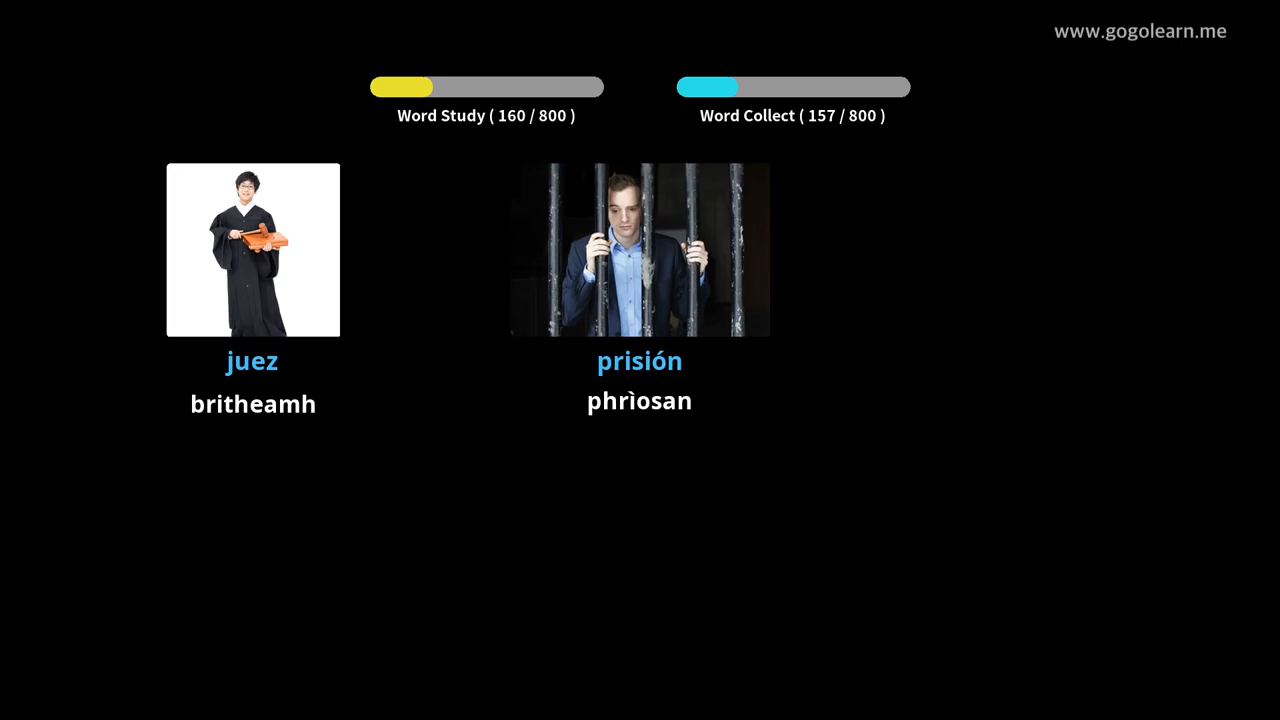 www.gogolearn.me
Word Study ( 160 / 800 )
Word Collect ( 157 / 800 )
juez
britheamh
prisión
phrìosan